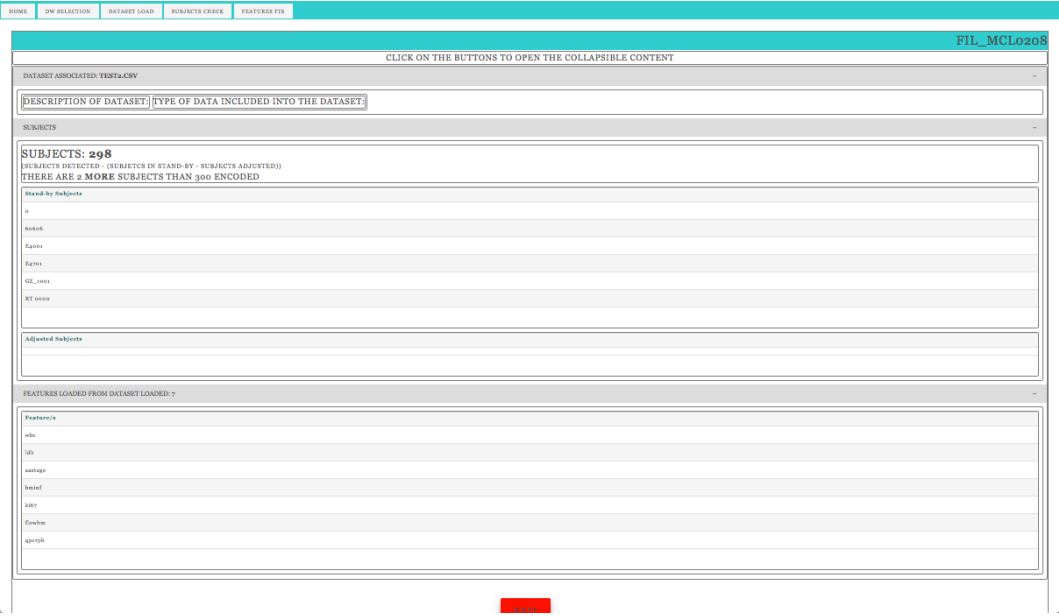 HOME DW SELECTION DATASET LOAD SUBJECTS CHECK FEATURES FIX
FIL_MCL0208
CLICK ON THE BUTTONS TO OPEN THE COLLAPSIBLE CONTENT
DATASET ASSOCIATED: TEST2.CSV −
DESCRIPTION OF DATASET: TYPE OF DATA INCLUDED INTO THE DATASET:
SUBJECTS −
SUBJECTS: 298
(SUBJECTS DETECTED - (SUBJETCS IN STAND-BY - SUBJECTS ADJUSTED))
THERE ARE 2 MORE SUBJECTS THAN 300 ENCODED
Stand-by Subjects
0
60606
E4001
E4701
GZ_1001
RT 0000
Adjusted Subjects
FEATURES LOADED FROM DATASET LOADED: 7 −
Feature/s
wbc
ldh
aastage
bminf
ki67
flowbm